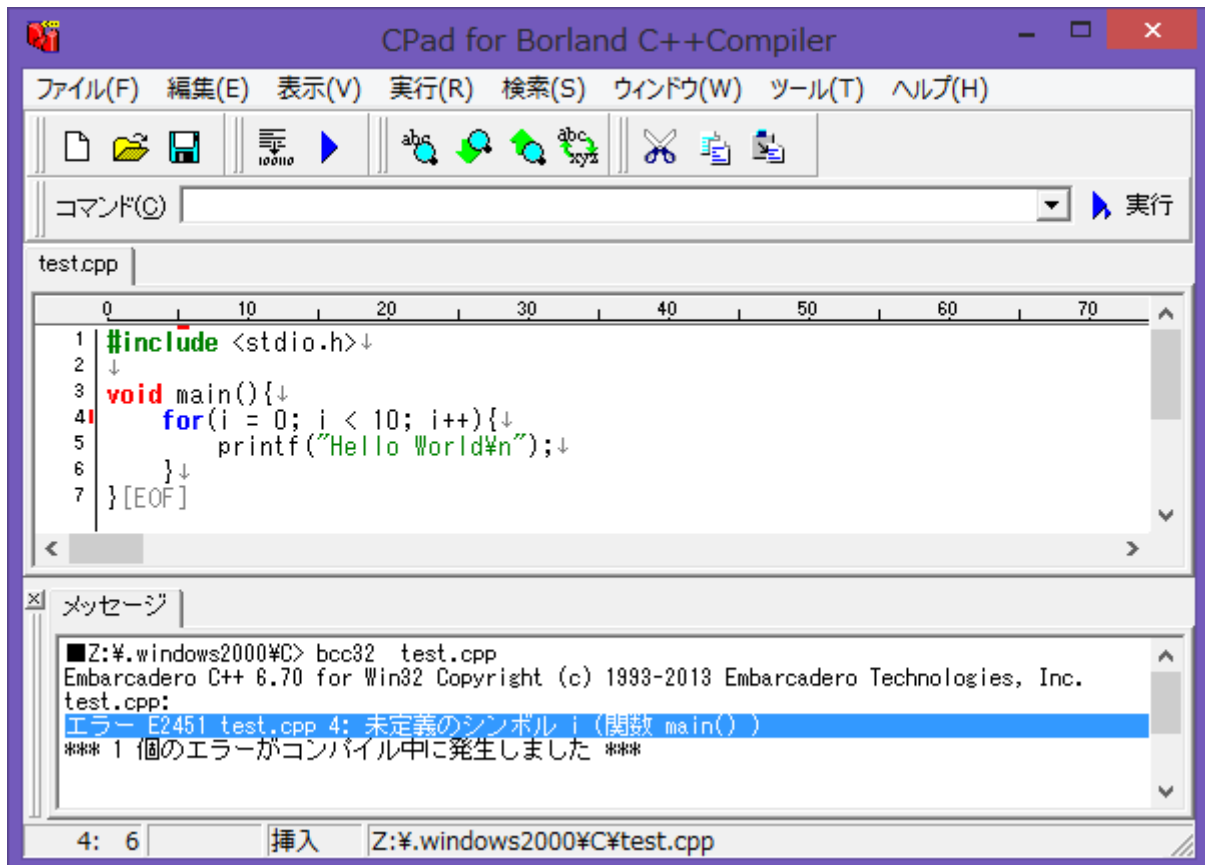 CPad for Borland C++Compiler
ファイル(F) 編集(E) 表示(V) 実行(R) 検索(S) ウィンドウ(W) ツール(T) ヘルプ(H)
コマンド(C) 実行
test.cpp
0 10 20 30 40 50 60 70
1 #include <stdio.h>↓
2 ↓
3 void main(){↓
4 for(i = 0; i < 10; i++){↓
5 printf("Hello World¥n");↓
6 }↓
7 }[EOF]
メッセージ
■Z:¥.windows2000¥C> bcc32 test.cpp
Embarcadero C++ 6.70 for Win32 Copyright (c) 1993-2013 Embarcadero Technologies, Inc.
test.cpp:
エラー E2451 test.cpp 4: 未定義のシンボル i (関数 main() )
*** 1 個のエラーがコンパイル中に発生しました ***
4: 6 挿入 Z:¥.windows2000¥C¥test.cpp